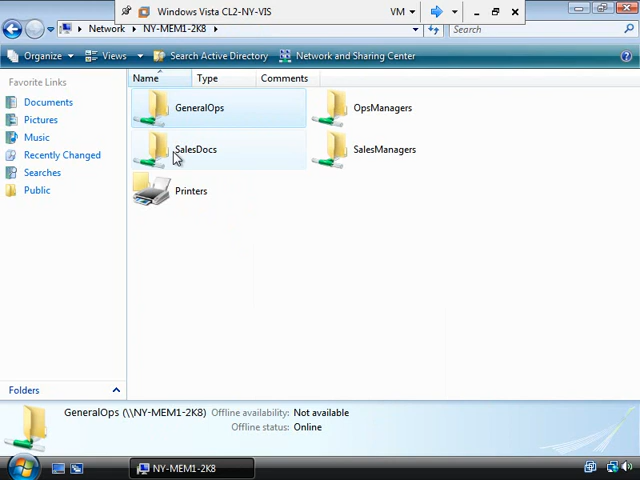 Windows Vista CL2-NY-VIS VM
Network NY-MEM1-2K8 Search
Organize Views Search Active Directory Network and Sharing Center
Favorite Links
Documents
Pictures
Music
Recently Changed
Searches
Public
Name Type Comments
GeneralOps OpsManagers
SalesDocs SalesManagers
Printers
Folders
GeneralOps (\\NY-MEM1-2K8) Offline availability: Not available
Offline status: Online
NY-MEM1-2K8